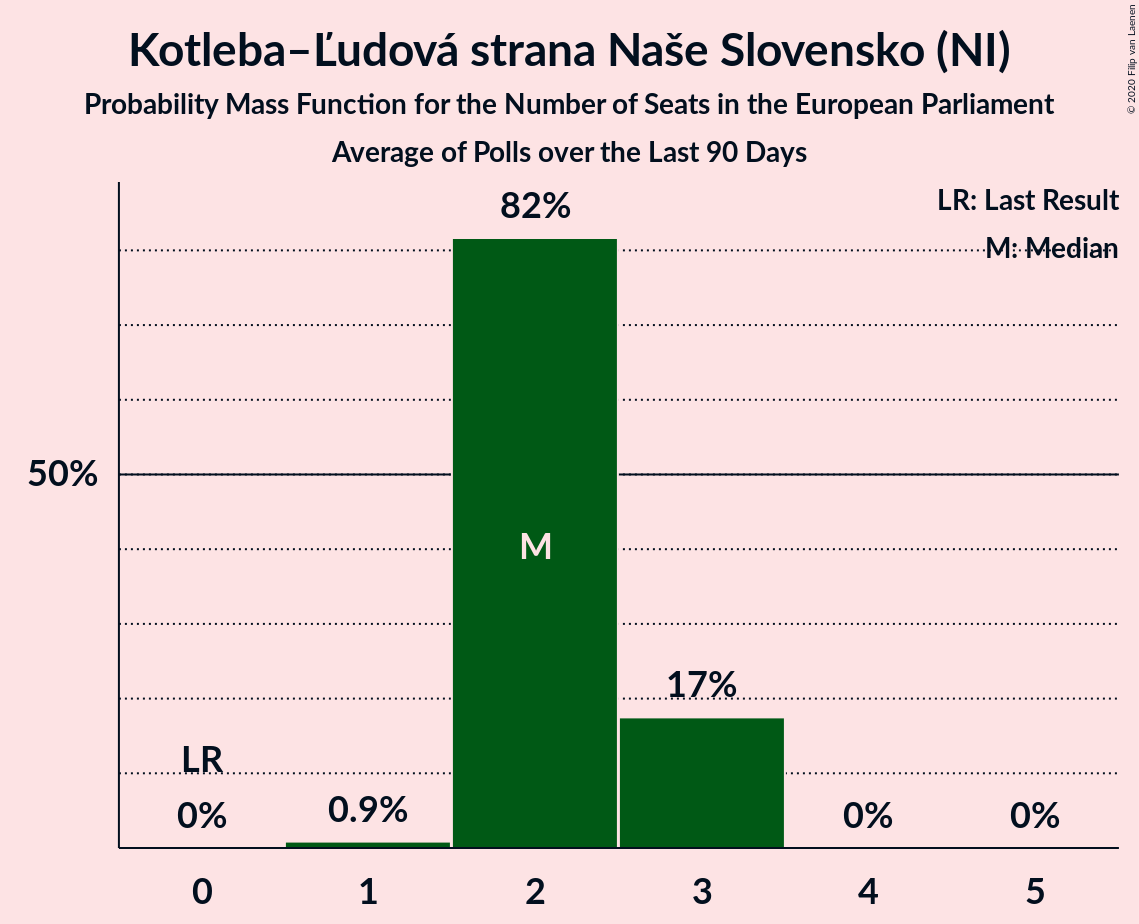 Kotleba–Ľudová strana Naše Slovensko (NI)
Probability Mass Function for the Number of Seats in the European Parliament
Average of Polls over the Last 90 Days
© 2020 Filip van Laenen
LR: Last Result
M: Median
82%
50%
M
17%
LR
0%
0.9%
0%
0%
0
1
2
3
4
5